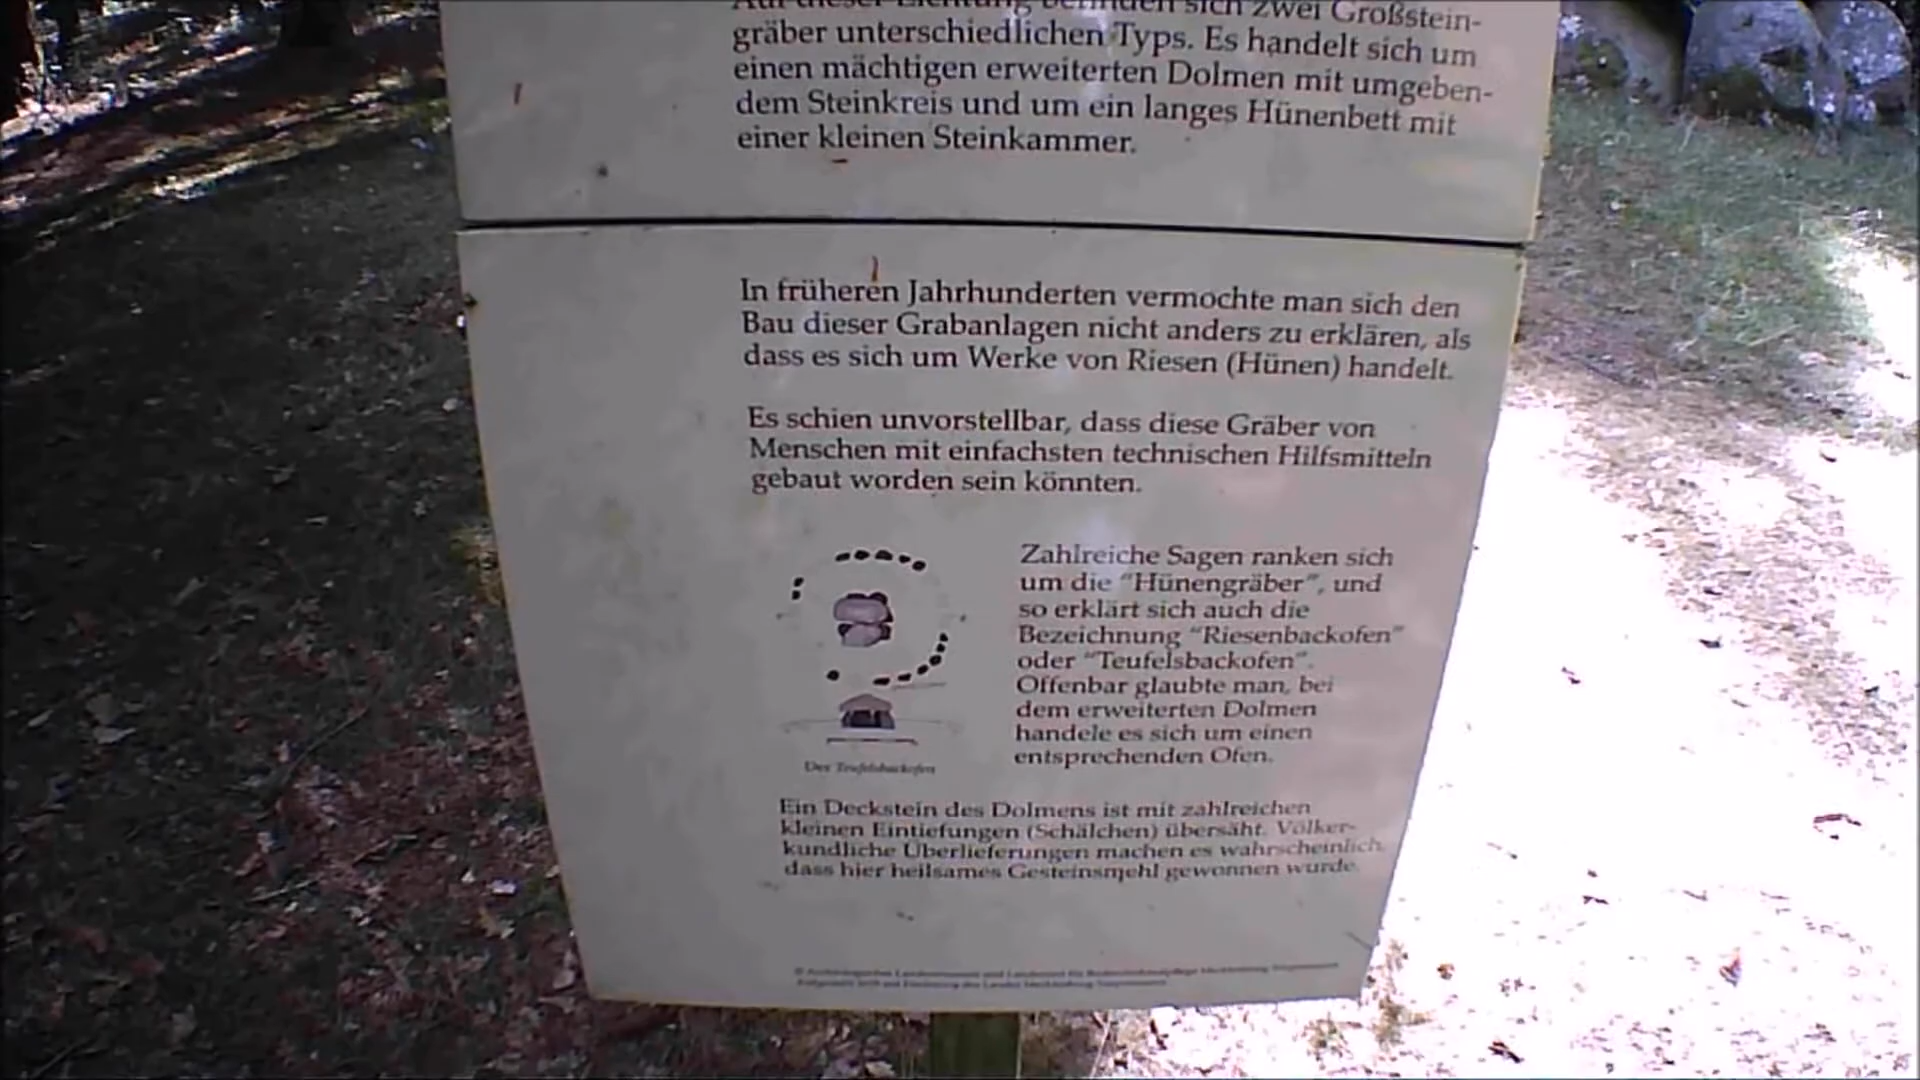 Auf dieser Lichtung befinden sich zwei Großstein-
gräber unterschiedlichen Typs. Es handelt sich um
einen mächtigen erweiterten Dolmen mit umgeben-
dem Steinkreis und um ein langes Hünenbett mit
einer kleinen Steinkammer.
In früheren Jahrhunderten vermochte man sich den
Bau dieser Grabanlagen nicht anders zu erklären, als
dass es sich um Werke von Riesen (Hünen) handelt.
Es schien unvorstellbar, dass diese Gräber von
Menschen mit einfachsten technischen Hilfsmitteln
gebaut worden sein könnten.
Zahlreiche Sagen ranken sich
um die "Hünengräber", und
so erklärt sich auch die
Bezeichnung "Riesenbackofen"
oder "Teufelsbackofen".
Offenbar glaubte man, bei
dem erweiterten Dolmen
handele es sich um einen
entsprechenden Ofen.
Der Teufelsbackofen
Ein Deckstein des Dolmens ist mit zahlreichen
kleinen Eintiefungen (Schälchen) übersäht. Völker-
kundliche Überlieferungen machen es wahrscheinlich,
dass hier heilsames Gesteinsmehl gewonnen wurde.